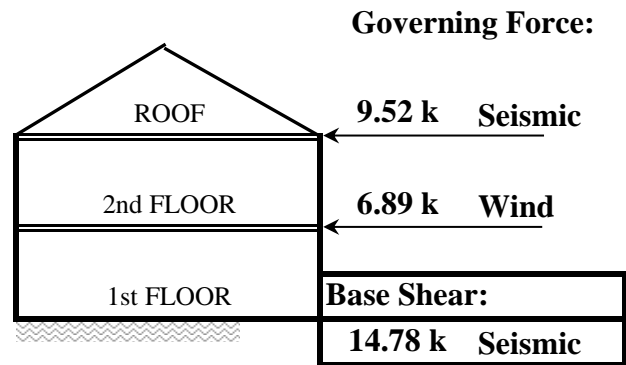 Governing Force:
ROOF 9.52 k Seismic
2nd FLOOR 6.89 k Wind
1st FLOOR Base Shear:
14.78 k Seismic